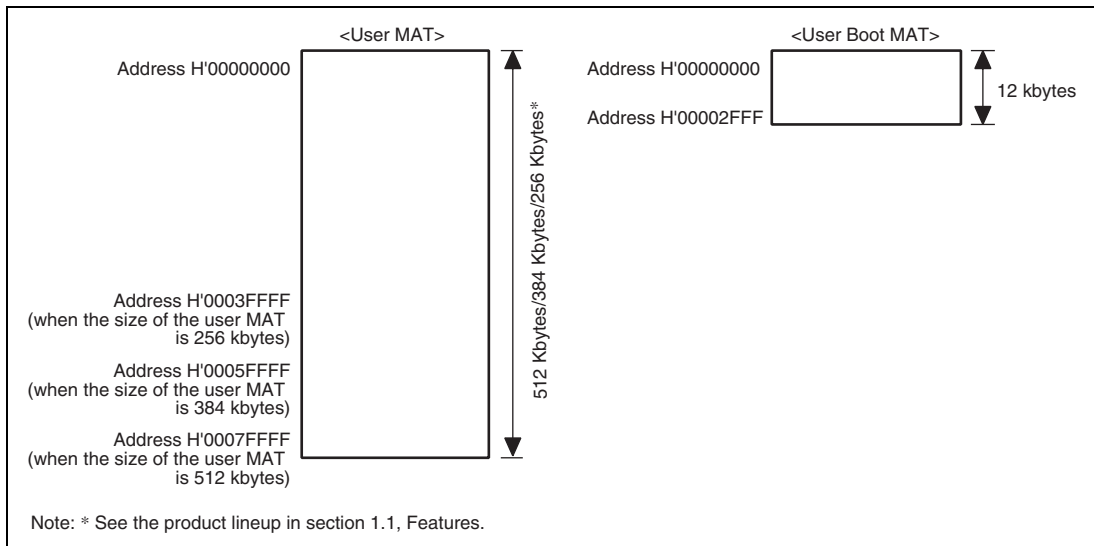 <User MAT>
Address H'00000000
Address H'0003FFFF
(when the size of the user MAT
is 256 kbytes)
Address H'0005FFFF
(when the size of the user MAT
is 384 kbytes)
Address H'0007FFFF
(when the size of the user MAT
is 512 kbytes)
512 Kbytes/384 Kbytes/256 Kbytes*
<User Boot MAT>
Address H'00000000
Address H'00002FFF
12 kbytes
Note: * See the product lineup in section 1.1, Features.